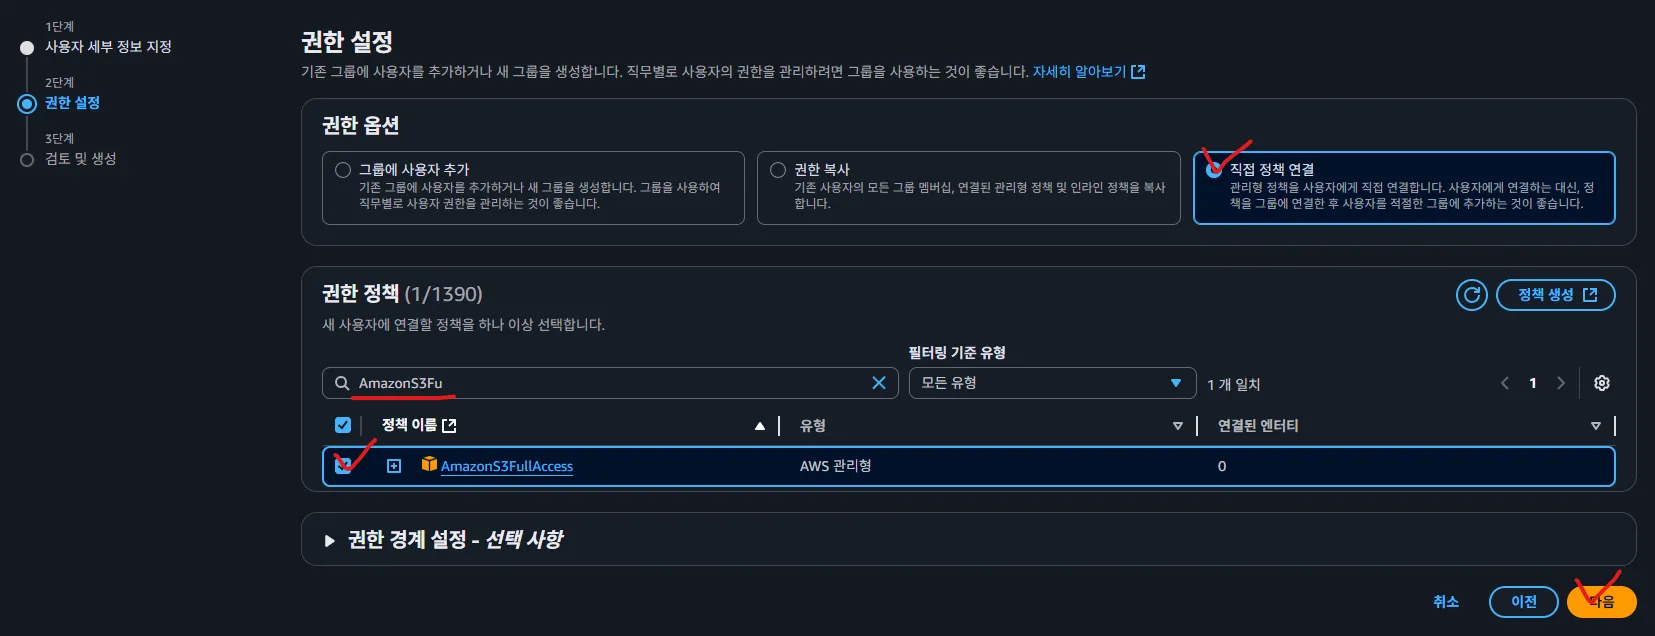 1단계
사용자 세부 정보 지정
2단계
권한 설정
3단계
검토 및 생성
권한 설정
기존 그룹에 사용자를 추가하거나 새 그룹을 생성합니다. 직무별로 사용자의 권한을 관리하려면 그룹을 사용하는 것이 좋습니다. 자세히 알아보기
권한 옵션
그룹에 사용자 추가
기존 그룹에 사용자를 추가하거나 새 그룹을 생성합니다. 그룹을 사용하여
직무별로 사용자 권한을 관리하는 것이 좋습니다.
권한 복사
기존 사용자의 모든 그룹 멤버십, 연결된 관리형 정책 및 인라인 정책을 복사
합니다.
직접 정책 연결
관리형 정책을 사용자에게 직접 연결합니다. 사용자에게 연결하는 대신, 정
책을 그룹에 연결한 후 사용자를 적절한 그룹에 추가하는 것이 좋습니다.
권한 정책 (1/1390)
정책 생성
새 사용자에 연결할 정책을 하나 이상 선택합니다.
필터링 기준 유형
AmazonS3Fu
모든 유형
1 개 일치
1
정책 이름
유형
연결된 엔터티
AmazonS3FullAccess
AWS 관리형
0
권한 경계 설정 - 선택 사항
취소
이전
다음